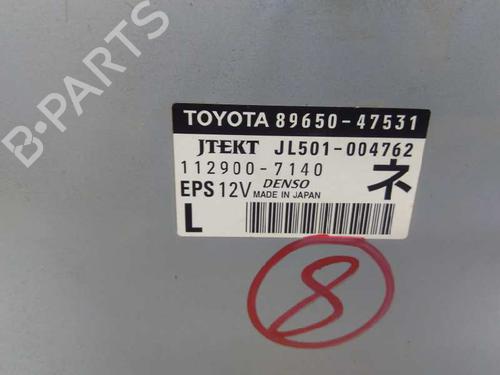 B-PARTS
TOYOTA 89650-47531
JTEKT JL501-004762
112900-7140 ネ
EPS 12V DENSO MADE IN JAPAN
L
8